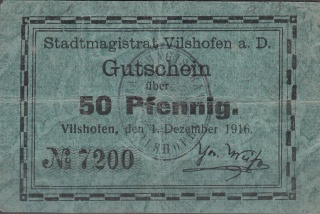 Stadtmagistrat Vilshofen a. D.
Gutschein
über
50 Pfennig.
Vilshofen, den 1. Dezember 1916.
№ 7200